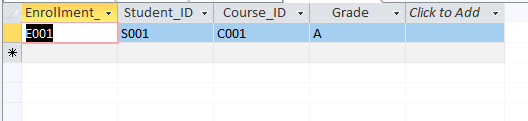 Enrollment_ Student_ID Course_ID Grade Click to Add
E001 S001 C001 A
*